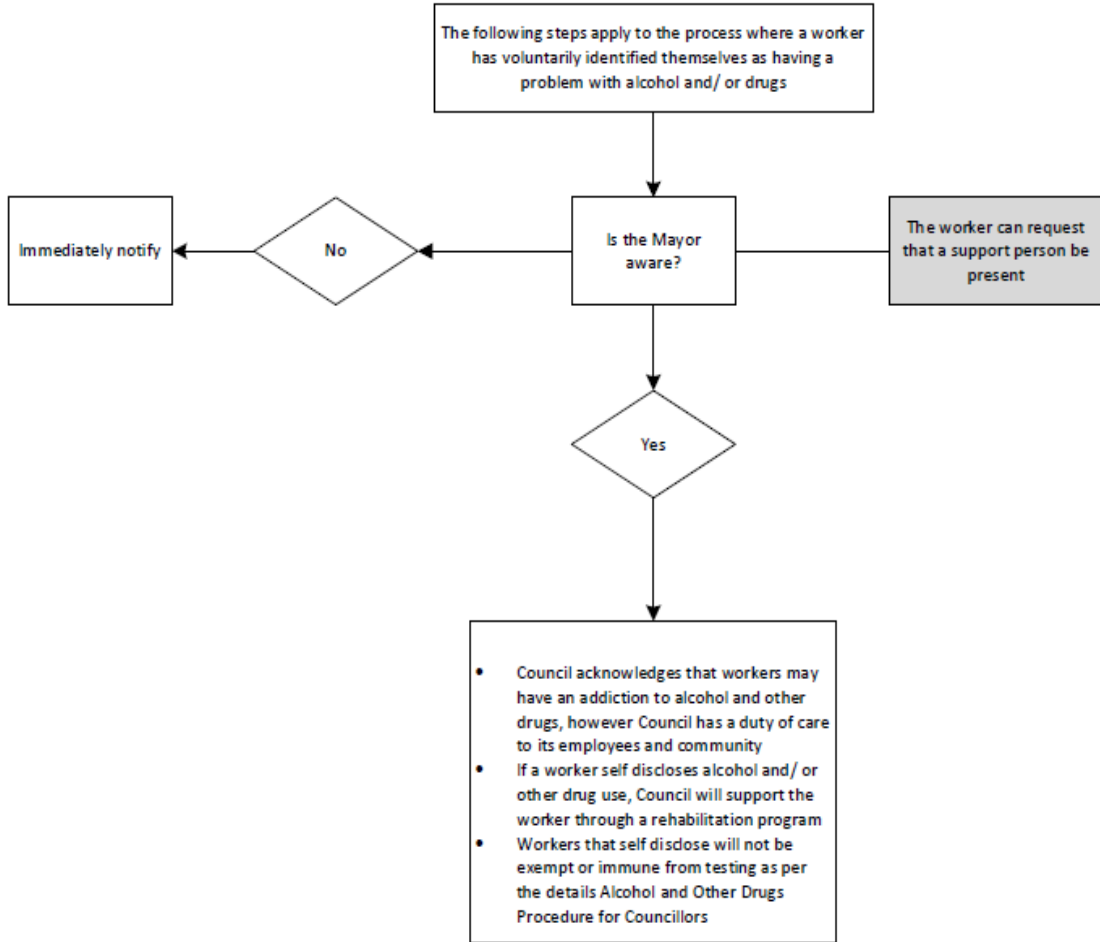 The following steps apply to the process where a worker
has voluntarily identified themselves as having a
problem with alcohol and/ or drugs
Immediately notify
No
Is the Mayor
aware?
The worker can request
that a support person be
present
Yes
• Council acknowledges that workers may
have an addiction to alcohol and other
drugs, however Council has a duty of care
to its employees and community
• If a worker self discloses alcohol and/ or
other drug use, Council will support the
worker through a rehabilitation program
• Workers that self disclose will not be
exempt or immune from testing as per
the details Alcohol and Other Drugs
Procedure for Councillors